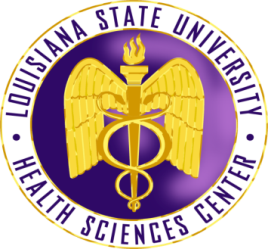 LOUISIANA STATE UNIVERSITY
HEALTH SCIENCES CENTER